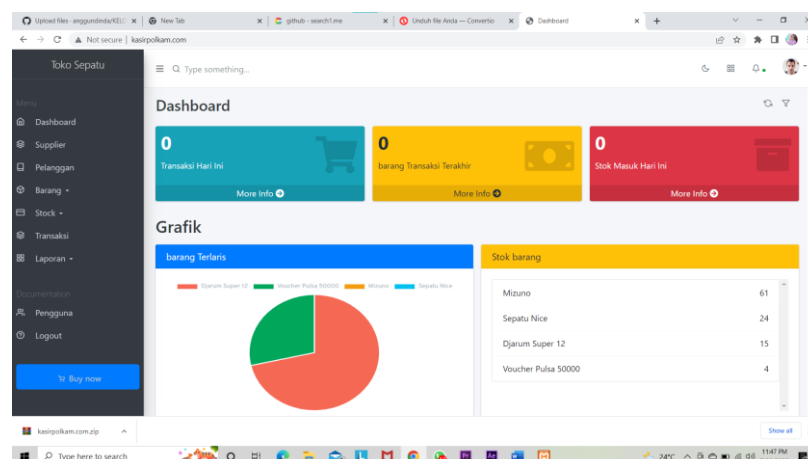 Upload files · anggundinda/KELO
New Tab
github - search1.me
Unduh file Anda — Convertio
Dashboard
Not secure | kasirpolkam.com
Toko Sepatu
Type something...
Menu
Dashboard
Supplier
Pelanggan
Barang
Stock
Transaksi
Laporan
Documentation
Pengguna
Logout
Buy now
Dashboard
0
Transaksi Hari Ini
More Info
0
barang Transaksi Terakhir
More Info
0
Stok Masuk Hari Ini
More Info
Grafik
barang Terlaris
Djarum Super 12 Voucher Pulsa 50000 Mizuno Sepatu Nice
Stok barang
Mizuno 61
Sepatu Nice 24
Djarum Super 12 15
Voucher Pulsa 50000 4
kasirpolkam.com.zip
Show all
Type here to search
24°C
11:47 PM